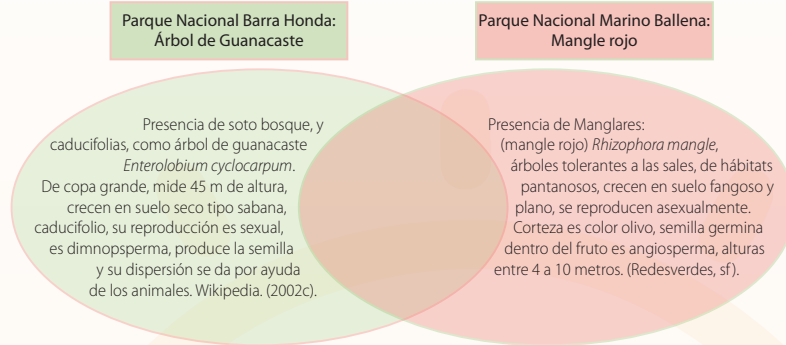 Parque Nacional Barra Honda:
Árbol de Guanacaste
Parque Nacional Marino Ballena:
Mangle rojo
Presencia de soto bosque, y
caducifolias, como árbol de guanacaste
Enterolobium cyclocarpum.
De copa grande, mide 45 m de altura,
crecen en suelo seco tipo sabana,
caducifolio, su reproducción es sexual,
es dimnopsperma, produce la semilla
y su dispersión se da por ayuda
de los animales. Wikipedia. (2002c).
Presencia de Manglares:
(mangle rojo) Rhizophora mangle,
árboles tolerantes a las sales, de hábitats
pantanosos, crecen en suelo fangoso y
plano, se reproducen asexualmente.
Corteza es color olivo, semilla germina
dentro del fruto es angiosperma, alturas
entre 4 a 10 metros. (Redesverdes, sf).